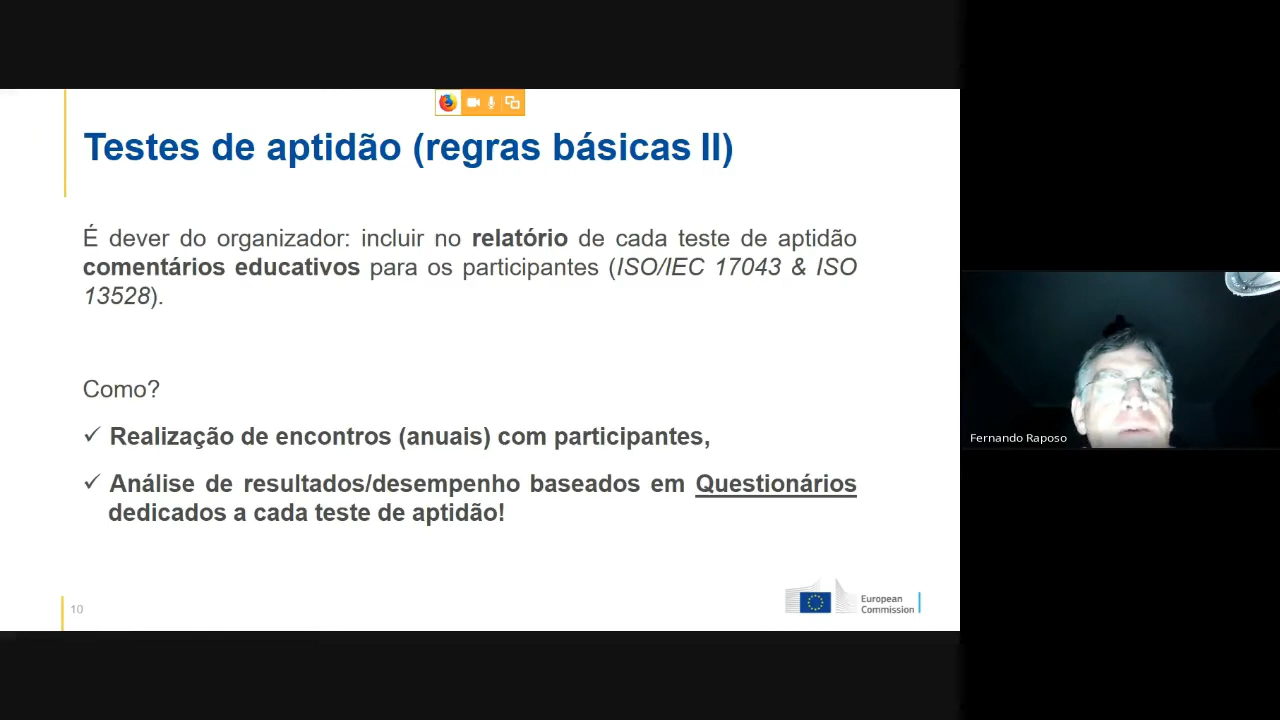 Testes de aptidão (regras básicas II)
É dever do organizador: incluir no relatório de cada teste de aptidão
comentários educativos para os participantes (ISO/IEC 17043 & ISO
13528).
Como?
✓ Realização de encontros (anuais) com participantes,
✓ Análise de resultados/desempenho baseados em Questionários
dedicados a cada teste de aptidão!
10
European
Commission
Fernando Raposo